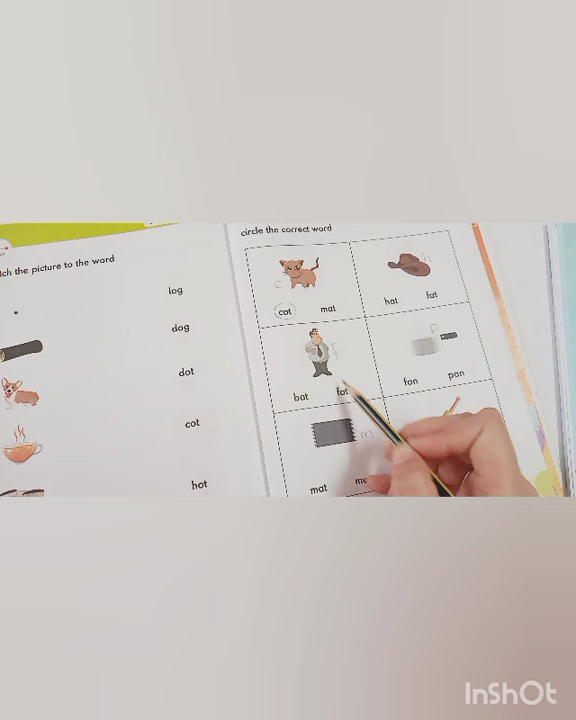 tch the picture to the word
log
dog
dot
cot
hot
circle the correct word
c
cat mat
h
hat fat
f
bat fat
p
fan pan
m
mat
InShOt